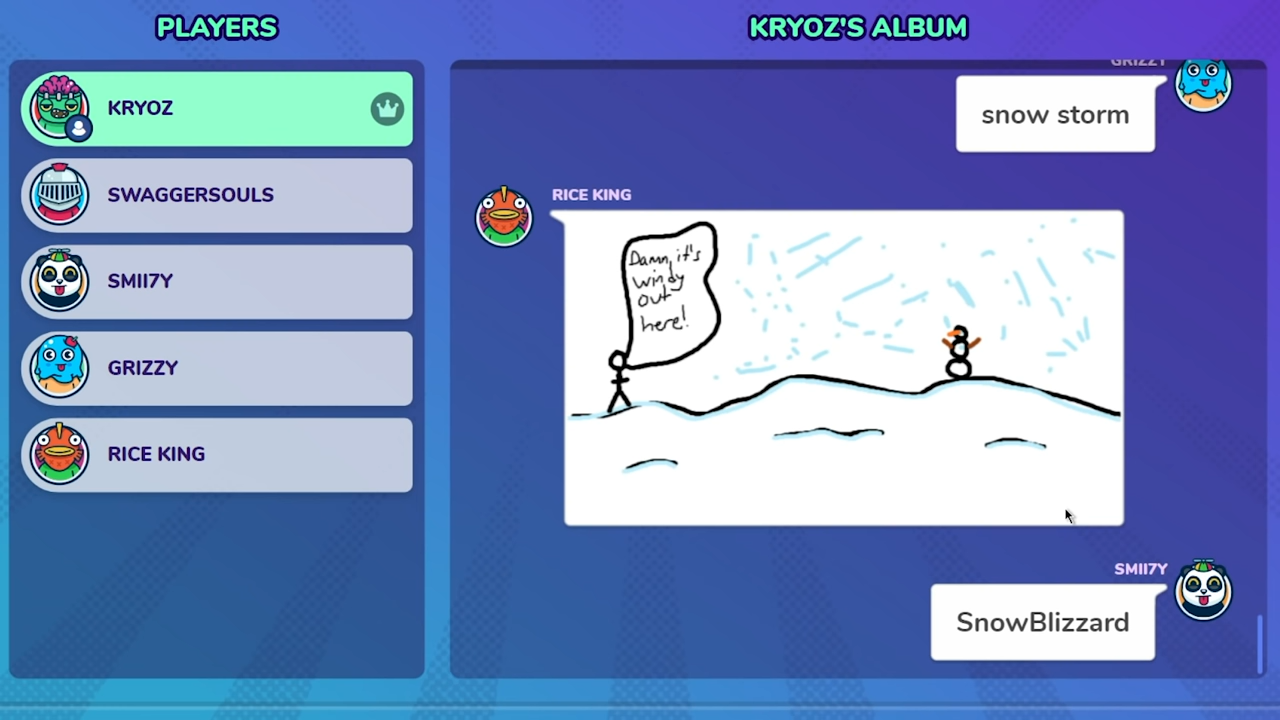 PLAYERS
KRYOZ'S ALBUM
KRYOZ
SWAGGERSOULS
SMII7Y
GRIZZY
RICE KING
GRIZZY
snow storm
RICE KING
Damn, it's
windy
out
here!
SMII7Y
SnowBlizzard